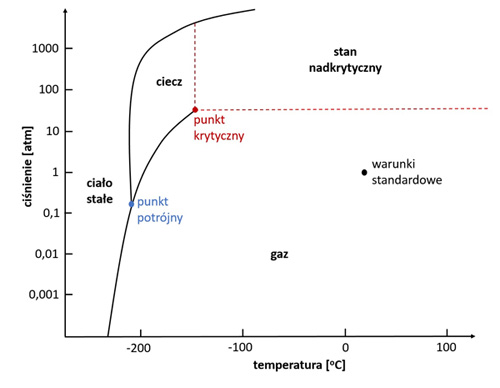 ciśnienie [atm]
1000
100
10
1
0,1
0,01
0,001
stan
nadkrytyczny
ciecz
punkt
krytyczny
warunki
standardowe
ciało
stałe
punkt
potrójny
gaz
-200
-100
0
100
temperatura [ºC]